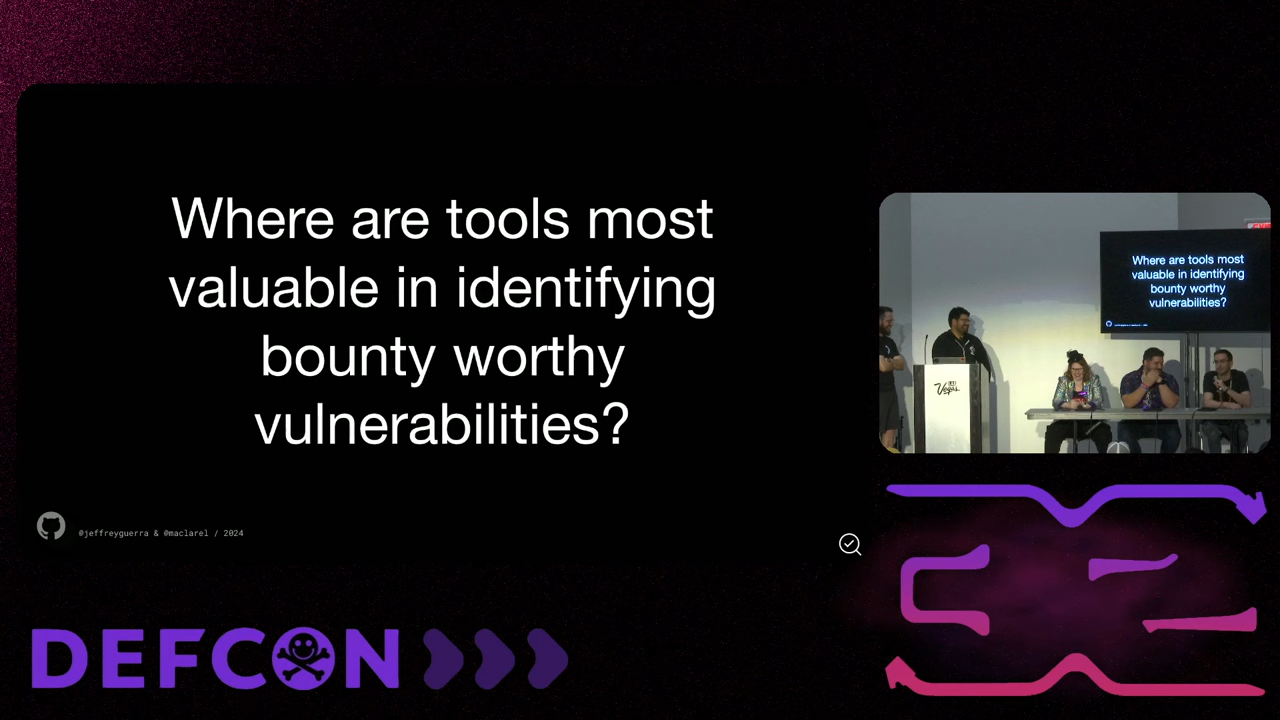 Where are tools most
valuable in identifying
bounty worthy
vulnerabilities?
@jeffreyguerra & @maclarel / 2024
Where are tools most
valuable in identifying
bounty worthy
vulnerabilities?
Vegas
DEFCON